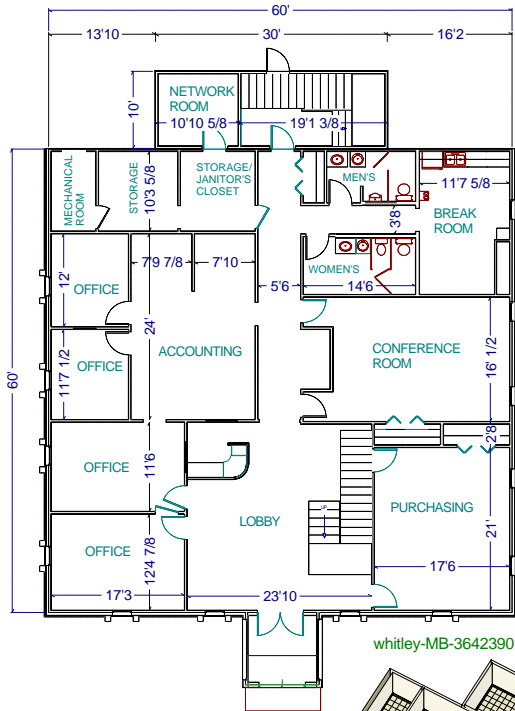 60'
13'10
30'
16'2
10'
NETWORK
ROOM
10'10 5/8
19'1 3/8
MECHANICAL
ROOM
STORAGE
10'3 5/8
STORAGE/
JANITOR'S
CLOSET
MEN'S
11'7 5/8
BREAK
ROOM
3'8
WOMEN'S
14'6
5'6
7'9 7/8
7'10
12'
OFFICE
24'
60'
11'7 1/2
OFFICE
ACCOUNTING
CONFERENCE
ROOM
16' 1/2
2'8
OFFICE
11'6
LOBBY
UP
PURCHASING
21'
OFFICE
12'4 7/8
17'3
23'10
17'6
whitley-MB-3642390